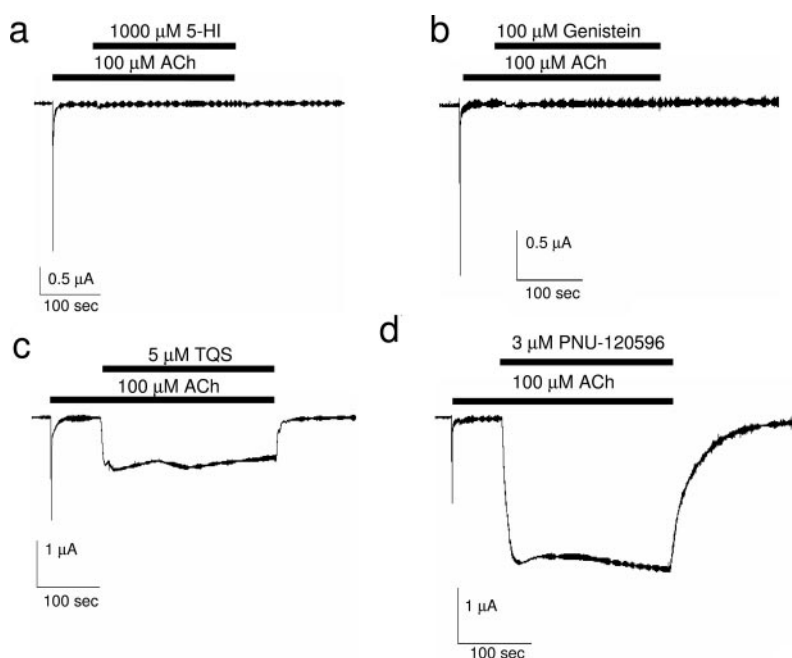 a
1000 μM 5-HI
100 μM ACh
0.5 μA
100 sec
b
100 μM Genistein
100 μM ACh
0.5 μA
100 sec
c
5 μM TQS
100 μM ACh
1 μA
100 sec
d
3 μM PNU-120596
100 μM ACh
1 μA
100 sec